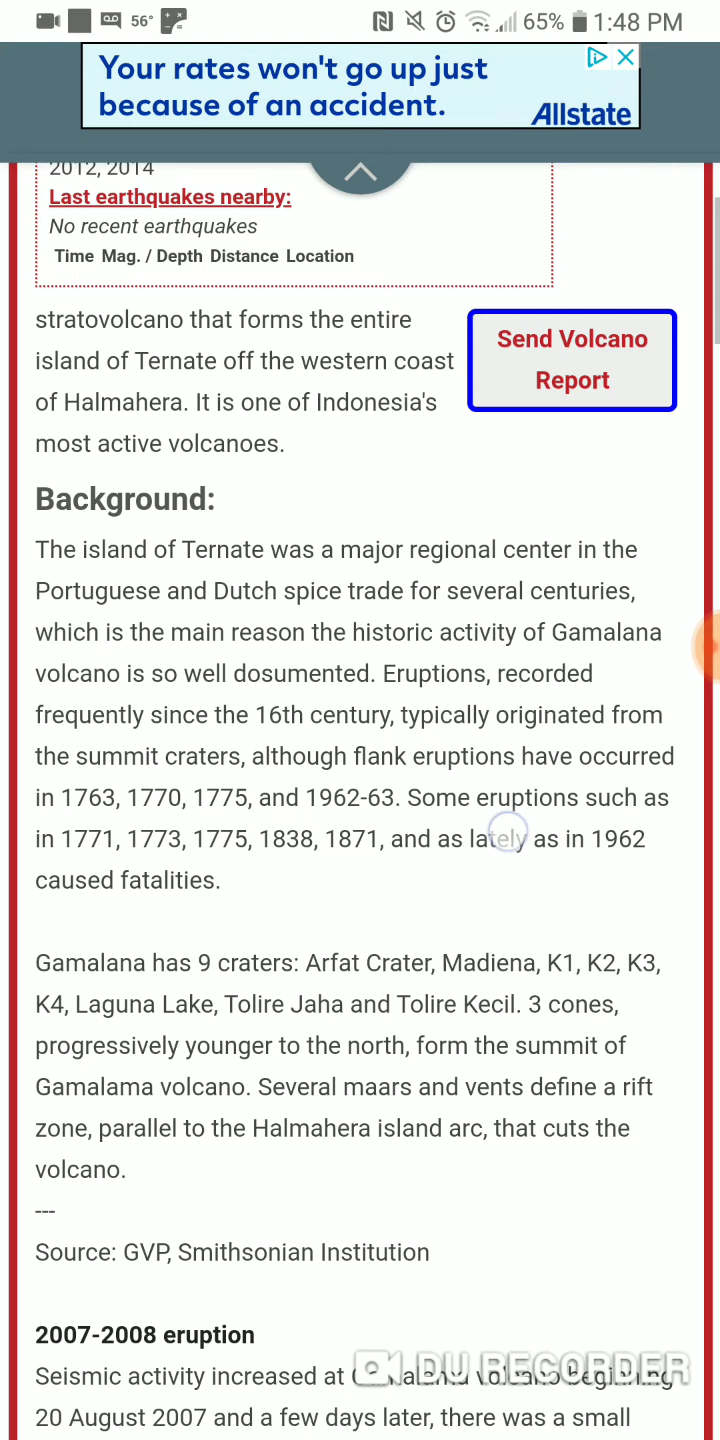 56° 65% 1:48 PM
Your rates won't go up just
because of an accident.
Allstate
2012, 2014
Last earthquakes nearby:
No recent earthquakes
Time Mag. / Depth Distance Location
stratovolcano that forms the entire
island of Ternate off the western coast
of Halmahera. It is one of Indonesia's
most active volcanoes.
Send Volcano
Report
Background:
The island of Ternate was a major regional center in the
Portuguese and Dutch spice trade for several centuries,
which is the main reason the historic activity of Gamalana
volcano is so well dosumented. Eruptions, recorded
frequently since the 16th century, typically originated from
the summit craters, although flank eruptions have occurred
in 1763, 1770, 1775, and 1962-63. Some eruptions such as
in 1771, 1773, 1775, 1838, 1871, and as lately as in 1962
caused fatalities.
Gamalana has 9 craters: Arfat Crater, Madiena, K1, K2, K3,
K4, Laguna Lake, Tolire Jaha and Tolire Kecil. 3 cones,
progressively younger to the north, form the summit of
Gamalama volcano. Several maars and vents define a rift
zone, parallel to the Halmahera island arc, that cuts the
volcano.
---
Source: GVP, Smithsonian Institution
2007-2008 eruption
Seismic activity increased at volcano beginning
DU RECORDER
20 August 2007 and a few days later, there was a small